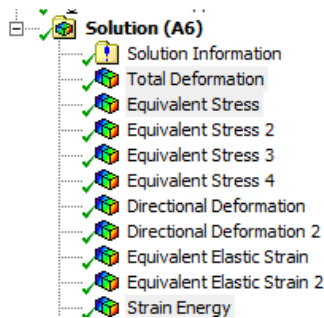 Solution (A6)
Solution Information
Total Deformation
Equivalent Stress
Equivalent Stress 2
Equivalent Stress 3
Equivalent Stress 4
Directional Deformation
Directional Deformation 2
Equivalent Elastic Strain
Equivalent Elastic Strain 2
Strain Energy